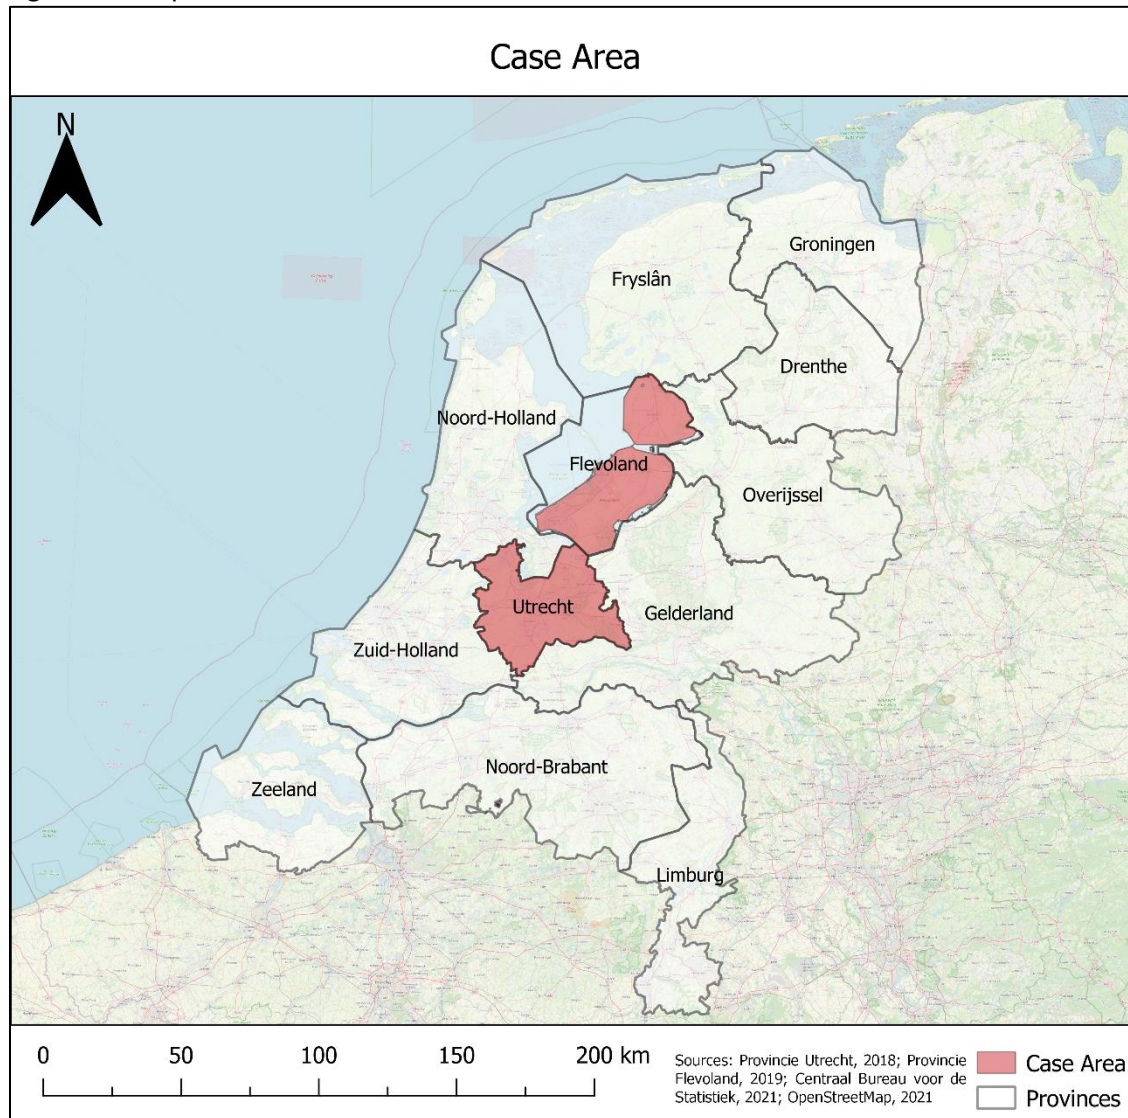 Case Area
N
Groningen
Fryslân
Drenthe
Noord-Holland
Flevoland
Overijssel
Utrecht
Gelderland
Zuid-Holland
Noord-Brabant
Zeeland
Limburg
0 50 100 150 200 km
Sources: Provincie Utrecht, 2018; Provincie
Flevoland, 2019; Centraal Bureau voor de
Statistiek, 2021; OpenStreetMap, 2021
Case Area
Provinces